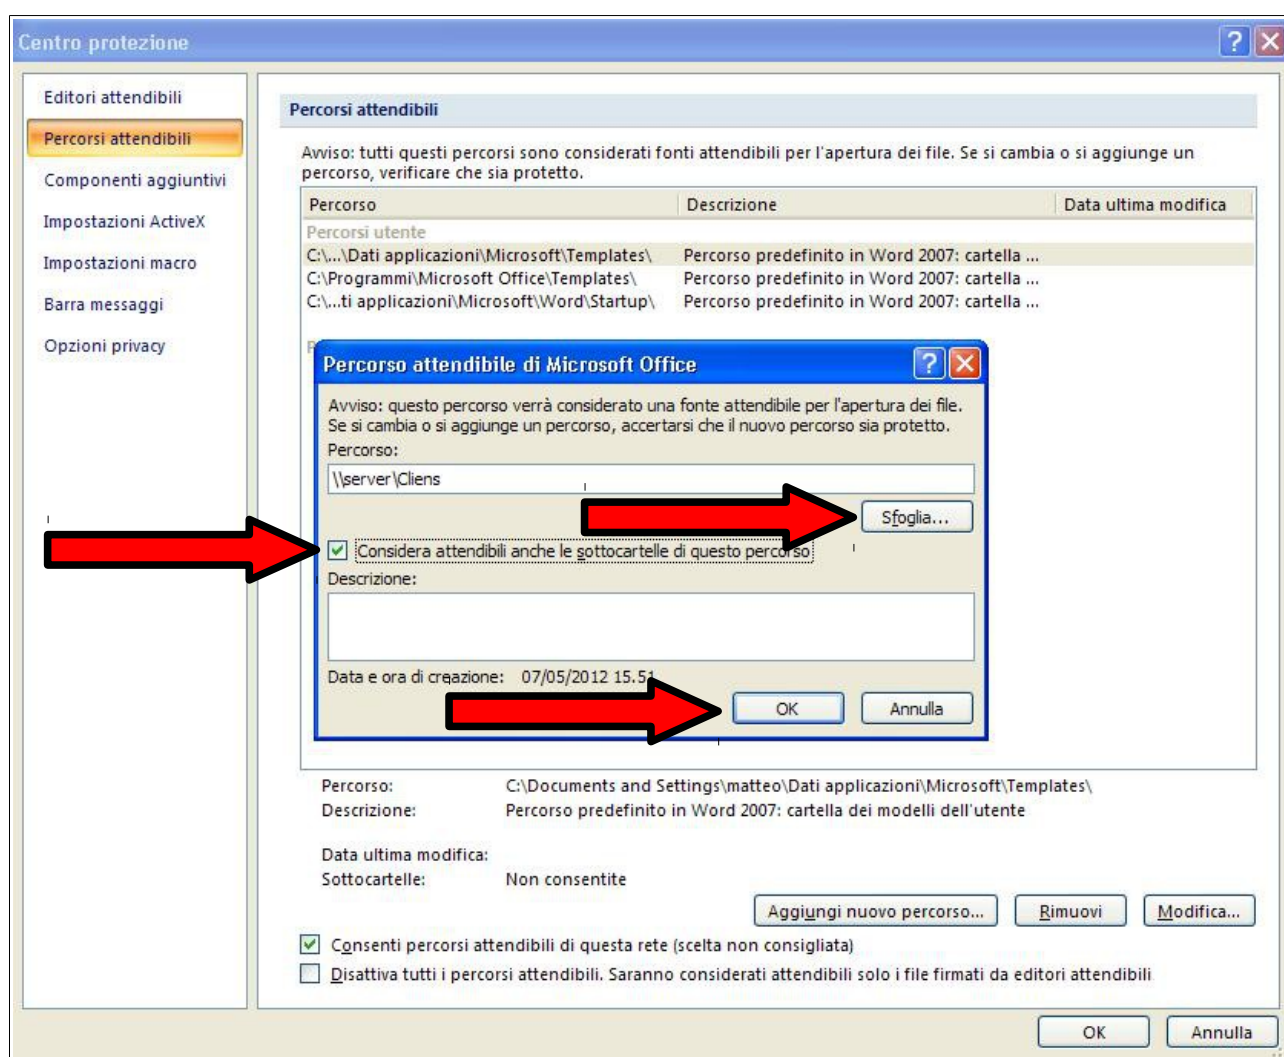 Centro protezione
Editori attendibili
Percorsi attendibili
Componenti aggiuntivi
Impostazioni ActiveX
Impostazioni macro
Barra messaggi
Opzioni privacy
Percorsi attendibili
Avviso: tutti questi percorsi sono considerati fonti attendibili per l'apertura dei file. Se si cambia o si aggiunge un
percorso, verificare che sia protetto.
Percorso Descrizione Data ultima modifica
Percorsi utente
C:\...\Dati applicazioni\Microsoft\Templates\ Percorso predefinito in Word 2007: cartella ...
C:\Programmi\Microsoft Office\Templates\ Percorso predefinito in Word 2007: cartella ...
C:\...ti applicazioni\Microsoft\Word\Startup\ Percorso predefinito in Word 2007: cartella ...
Percorso attendibile di Microsoft Office
Avviso: questo percorso verrà considerato una fonte attendibile per l'apertura dei file.
Se si cambia o si aggiunge un percorso, accertarsi che il nuovo percorso sia protetto.
Percorso:
\\server\Cliens
Sfoglia...
Considera attendibili anche le sottocartelle di questo percorso
Descrizione:
Data e ora di creazione: 07/05/2012 15.51
OK Annulla
Percorso: C:\Documents and Settings\matteo\Dati applicazioni\Microsoft\Templates\
Descrizione: Percorso predefinito in Word 2007: cartella dei modelli dell'utente
Data ultima modifica:
Sottocartelle: Non consentite
Aggiungi nuovo percorso... Rimuovi Modifica...
Consenti percorsi attendibili di questa rete (scelta non consigliata)
Disattiva tutti i percorsi attendibili. Saranno considerati attendibili solo i file firmati da editori attendibili
OK Annulla